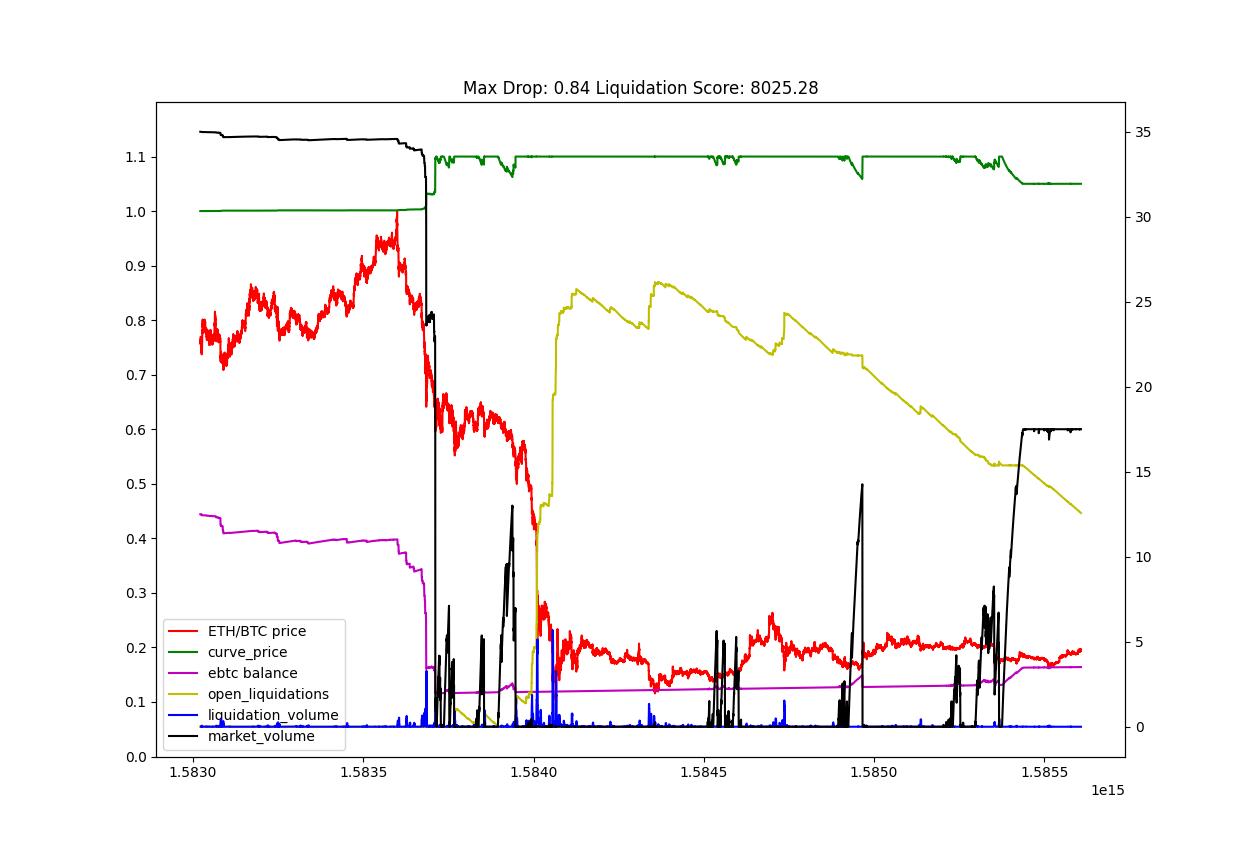 Max Drop: 0.84 Liquidation Score: 8025.28
1.1
1.0
0.9
0.8
0.7
0.6
0.5
0.4
0.3
0.2
0.1
0.0
35
30
25
20
15
10
5
0
ETH/BTC price
curve_price
ebtc balance
open_liquidations
liquidation_volume
market_volume
1.5830 1.5835 1.5840 1.5845 1.5850 1.5855
1e15